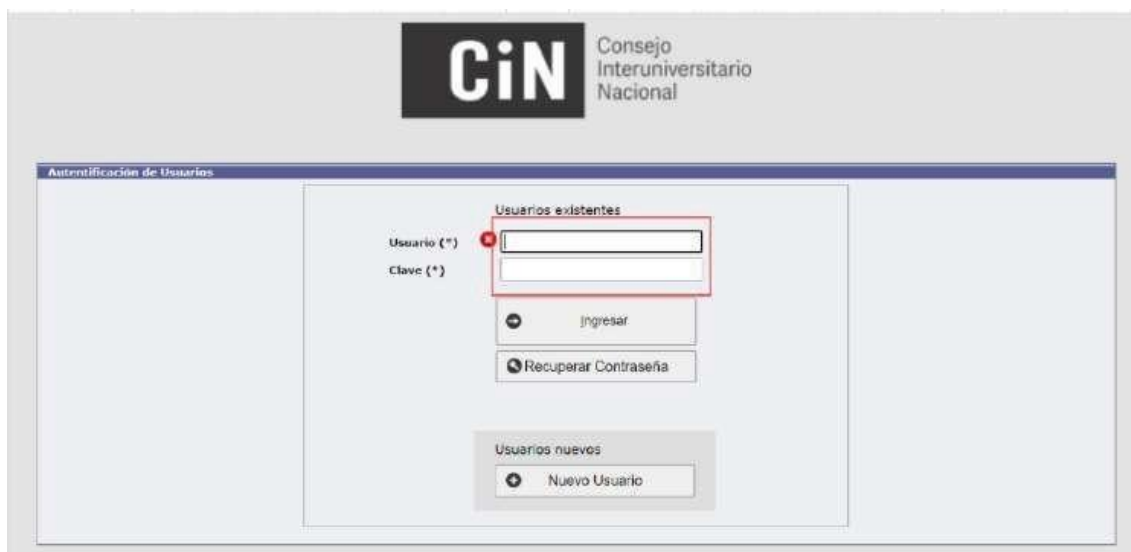 CiN
Consejo
Interuniversitario
Nacional
Autentificación de Usuarios
Usuarios existentes
Usuario (*)
Clave (*)
Ingresar
Recuperar Contraseña
Usuarios nuevos
Nuevo Usuario